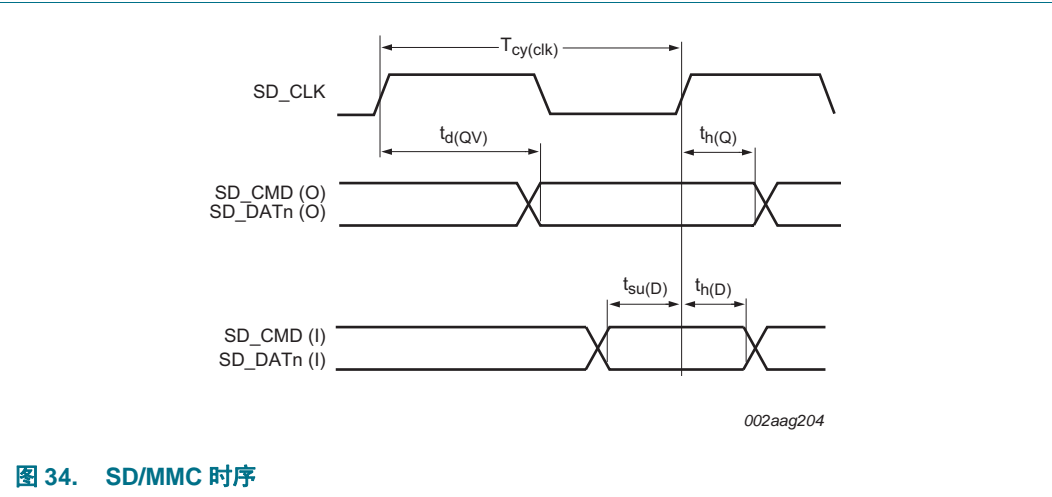 Tcy(clk)
SD_CLK
td(QV)
th(Q)
SD_CMD (O)
SD_DATn (O)
tsu(D)
th(D)
SD_CMD (I)
SD_DATn (I)
002aag204
图 34. SD/MMC 时序